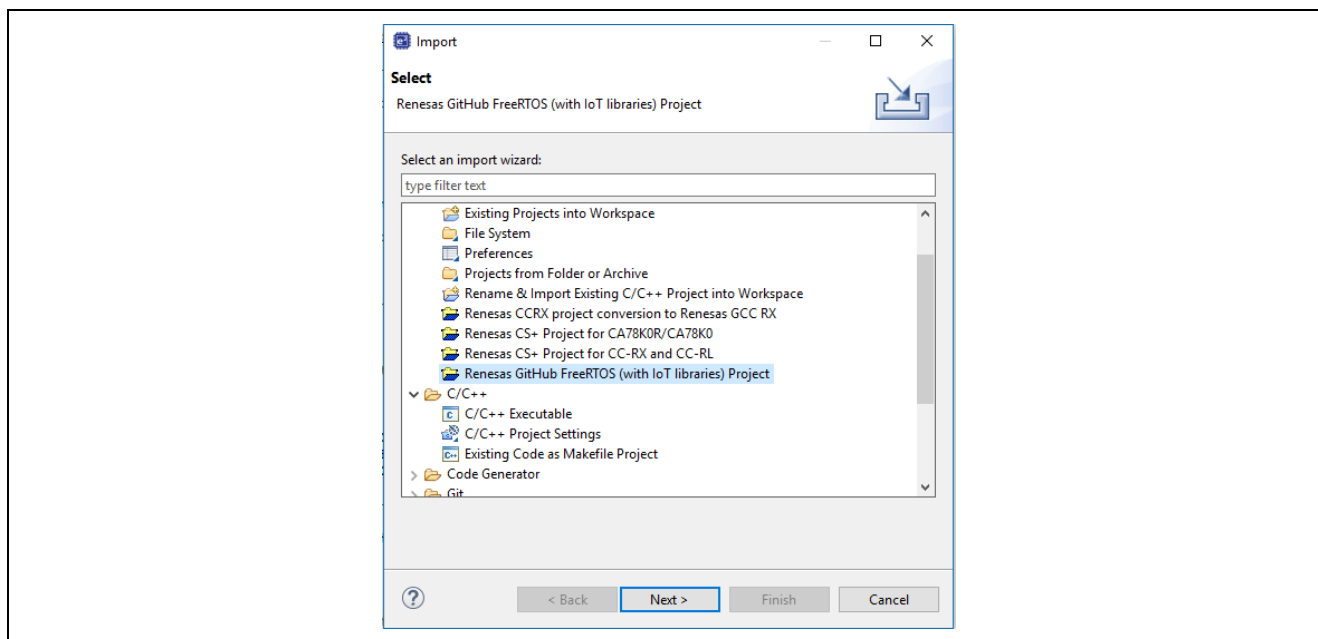 Import
Select
Renesas GitHub FreeRTOS (with IoT libraries) Project
Select an import wizard:
type filter text
Existing Projects into Workspace
File System
Preferences
Projects from Folder or Archive
Rename & Import Existing C/C++ Project into Workspace
Renesas CCRX project conversion to Renesas GCC RX
Renesas CS+ Project for CA78K0R/CA78K0
Renesas CS+ Project for CC-RX and CC-RL
Renesas GitHub FreeRTOS (with IoT libraries) Project
C/C++
C/C++ Executable
C/C++ Project Settings
Existing Code as Makefile Project
Code Generator
Git
< Back Next > Finish Cancel